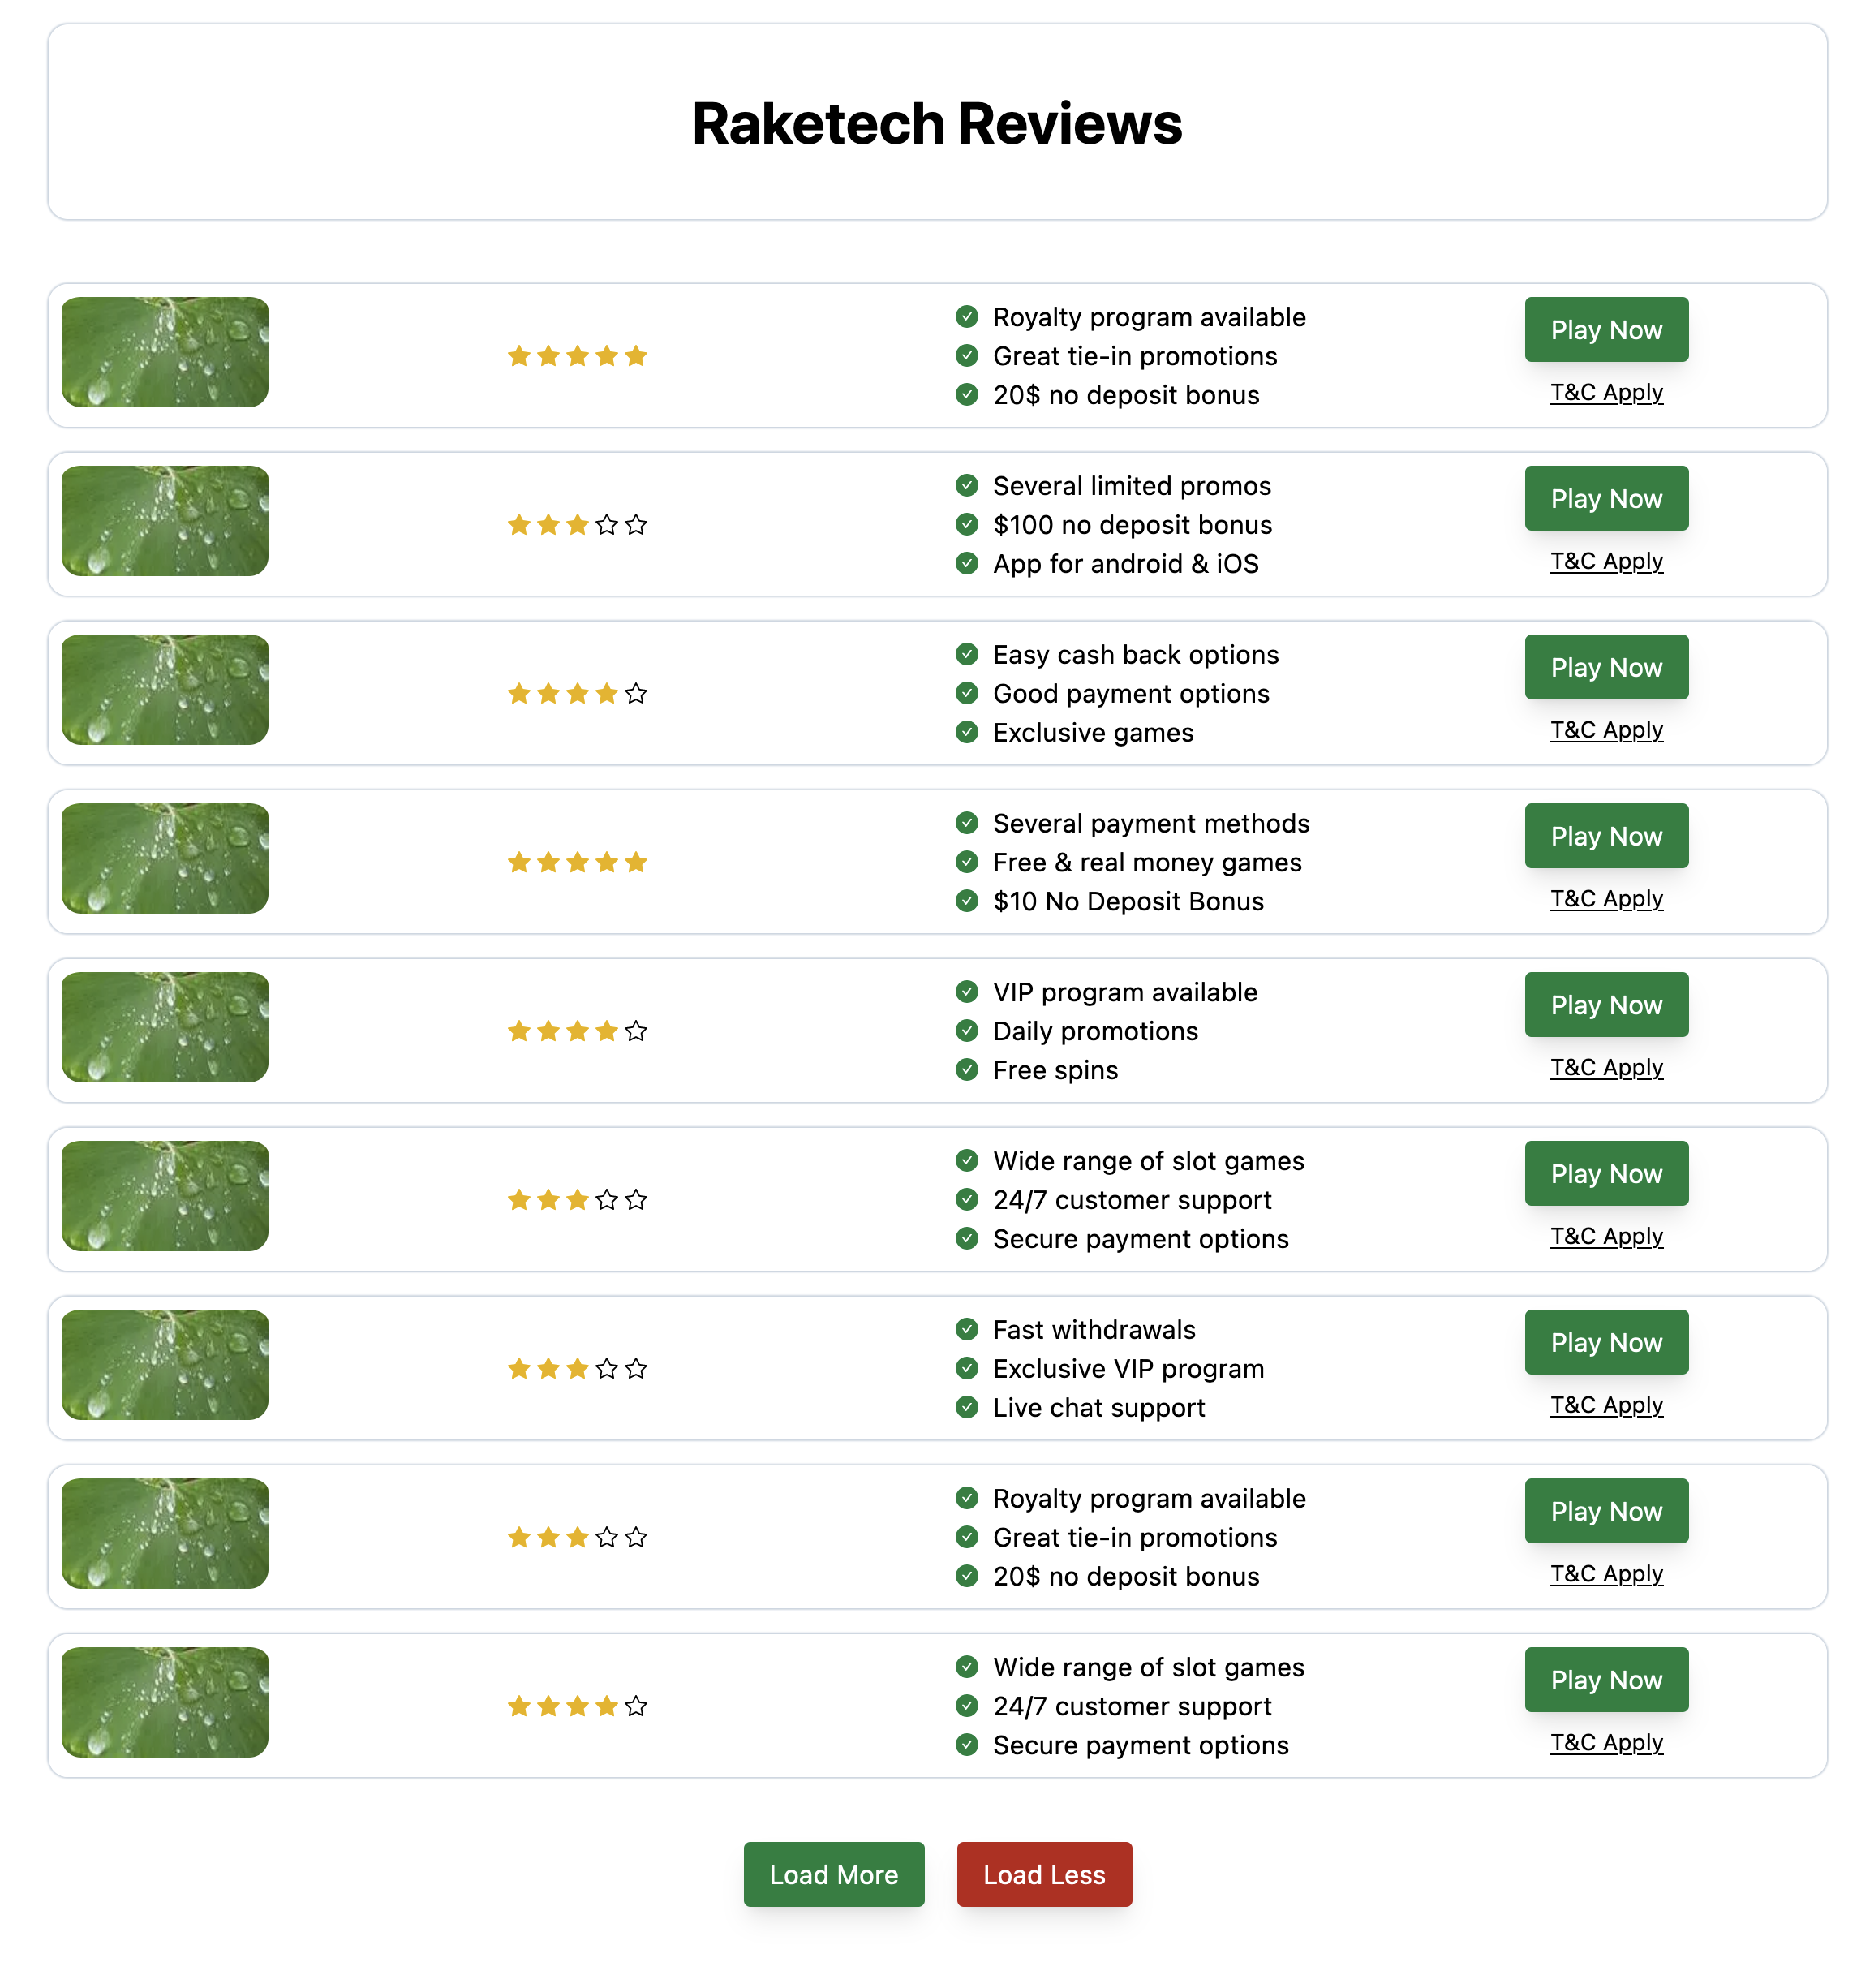 Raketech Reviews
Royalty program available
Great tie-in promotions
20$ no deposit bonus
Play Now
T&C Apply
Several limited promos
$100 no deposit bonus
App for android & iOS
Play Now
T&C Apply
Easy cash back options
Good payment options
Exclusive games
Play Now
T&C Apply
Several payment methods
Free & real money games
$10 No Deposit Bonus
Play Now
T&C Apply
VIP program available
Daily promotions
Free spins
Play Now
T&C Apply
Wide range of slot games
24/7 customer support
Secure payment options
Play Now
T&C Apply
Fast withdrawals
Exclusive VIP program
Live chat support
Play Now
T&C Apply
Royalty program available
Great tie-in promotions
20$ no deposit bonus
Play Now
T&C Apply
Wide range of slot games
24/7 customer support
Secure payment options
Play Now
T&C Apply
Load More
Load Less